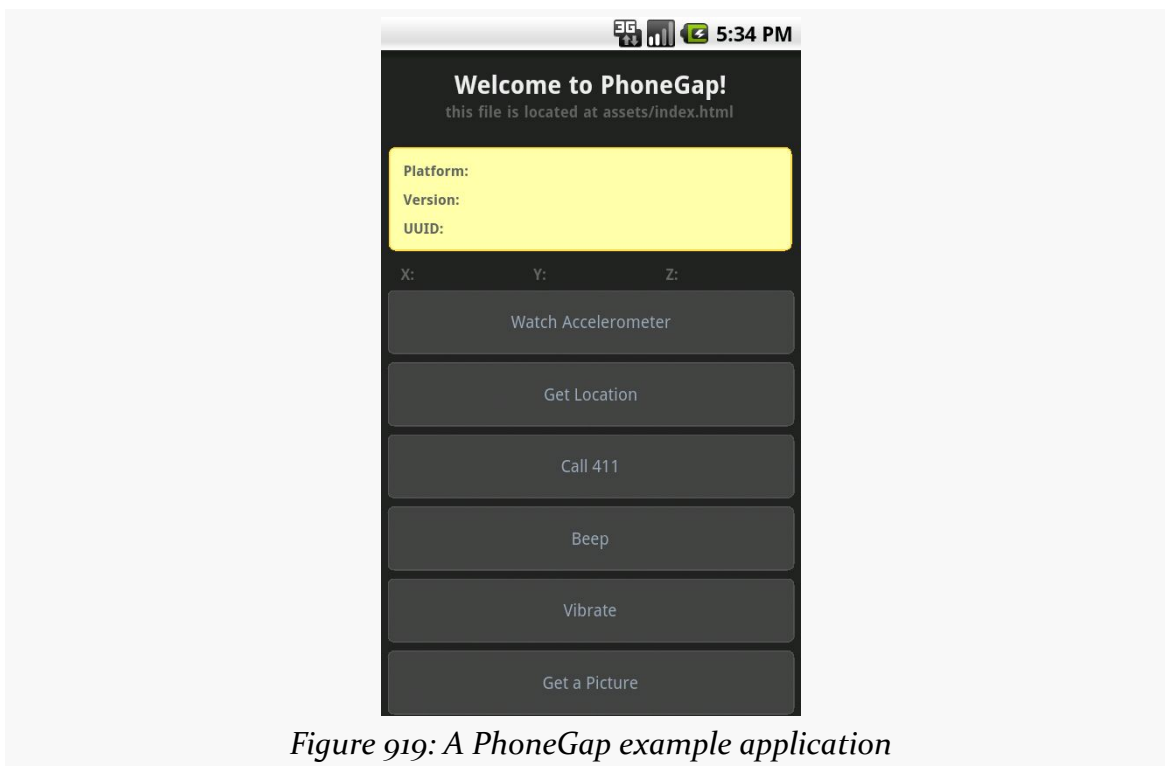 3G 5:34 PM
Welcome to PhoneGap!
this file is located at assets/index.html
Platform:
Version:
UUID:
X: Y: Z:
Watch Accelerometer
Get Location
Call 411
Beep
Vibrate
Get a Picture
Figure 919: A PhoneGap example application